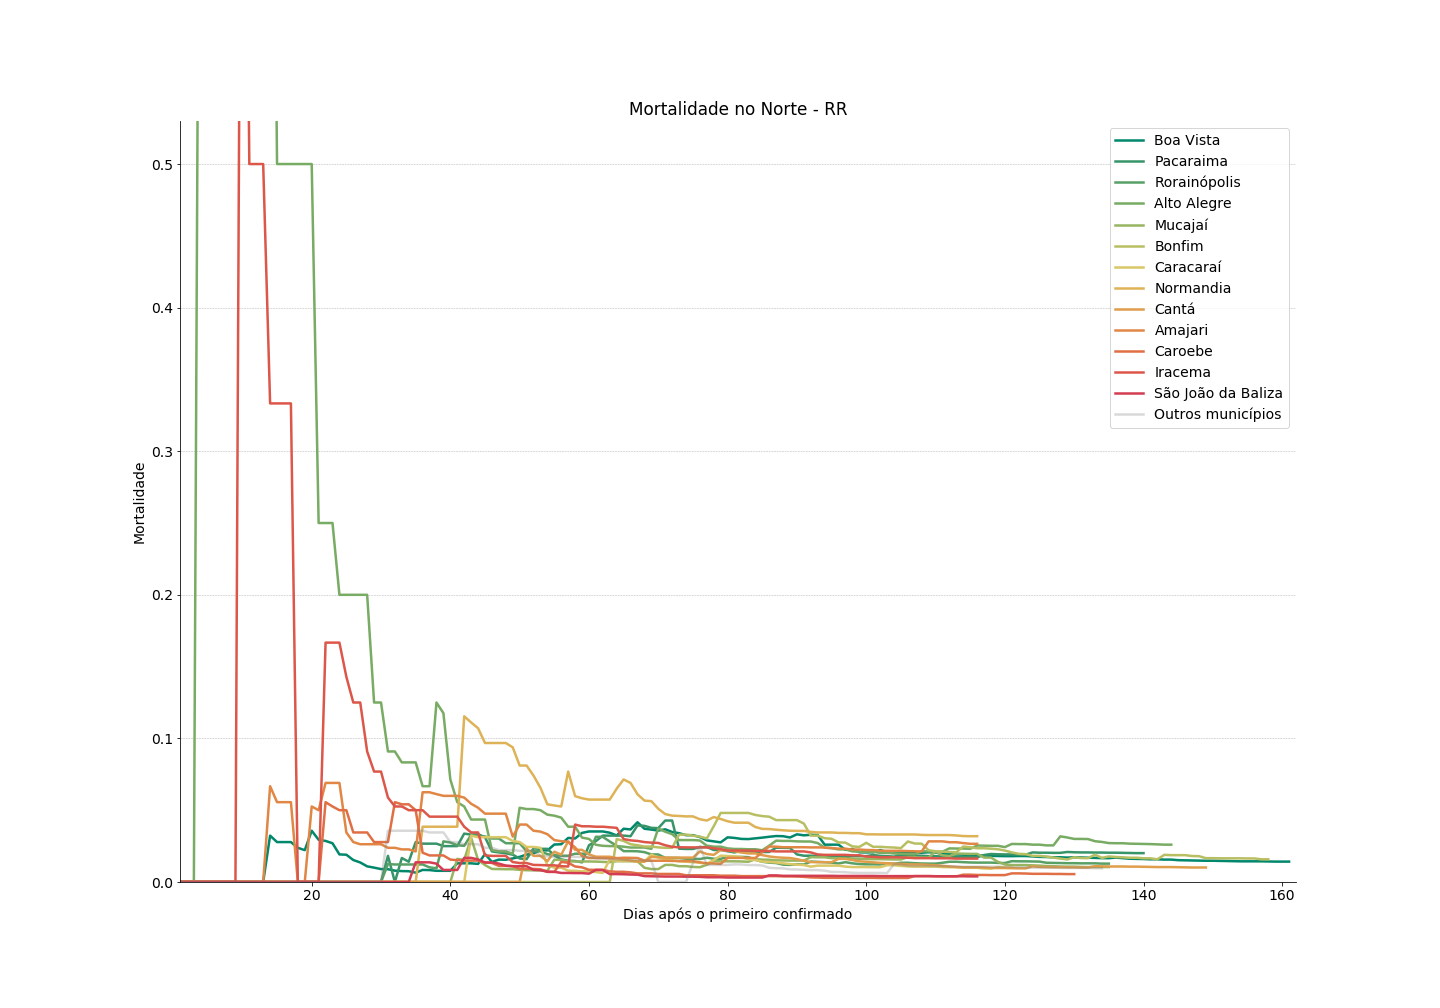 Mortalidade no Norte - RR
Mortalidade
0.5
0.4
0.3
0.2
0.1
0.0
20
40
60
80
100
120
140
160
Dias após o primeiro confirmado
Boa Vista
Pacaraima
Rorainópolis
Alto Alegre
Mucajaí
Bonfim
Caracaraí
Normandia
Cantá
Amajari
Caroebe
Iracema
São João da Baliza
Outros municípios